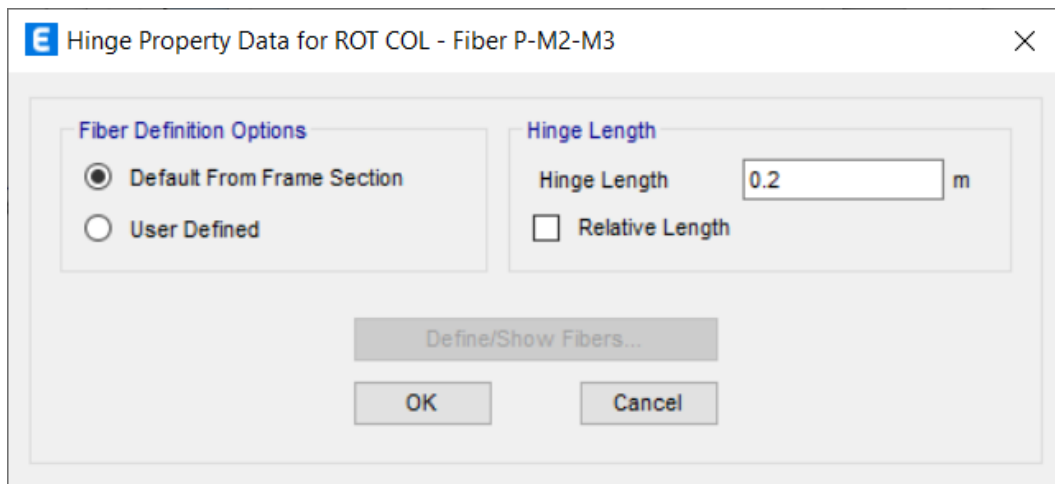 E Hinge Property Data for ROT COL - Fiber P-M2-M3
Fiber Definition Options
Default From Frame Section
User Defined
Hinge Length
Hinge Length 0.2 m
Relative Length
Define/Show Fibers...
OK Cancel